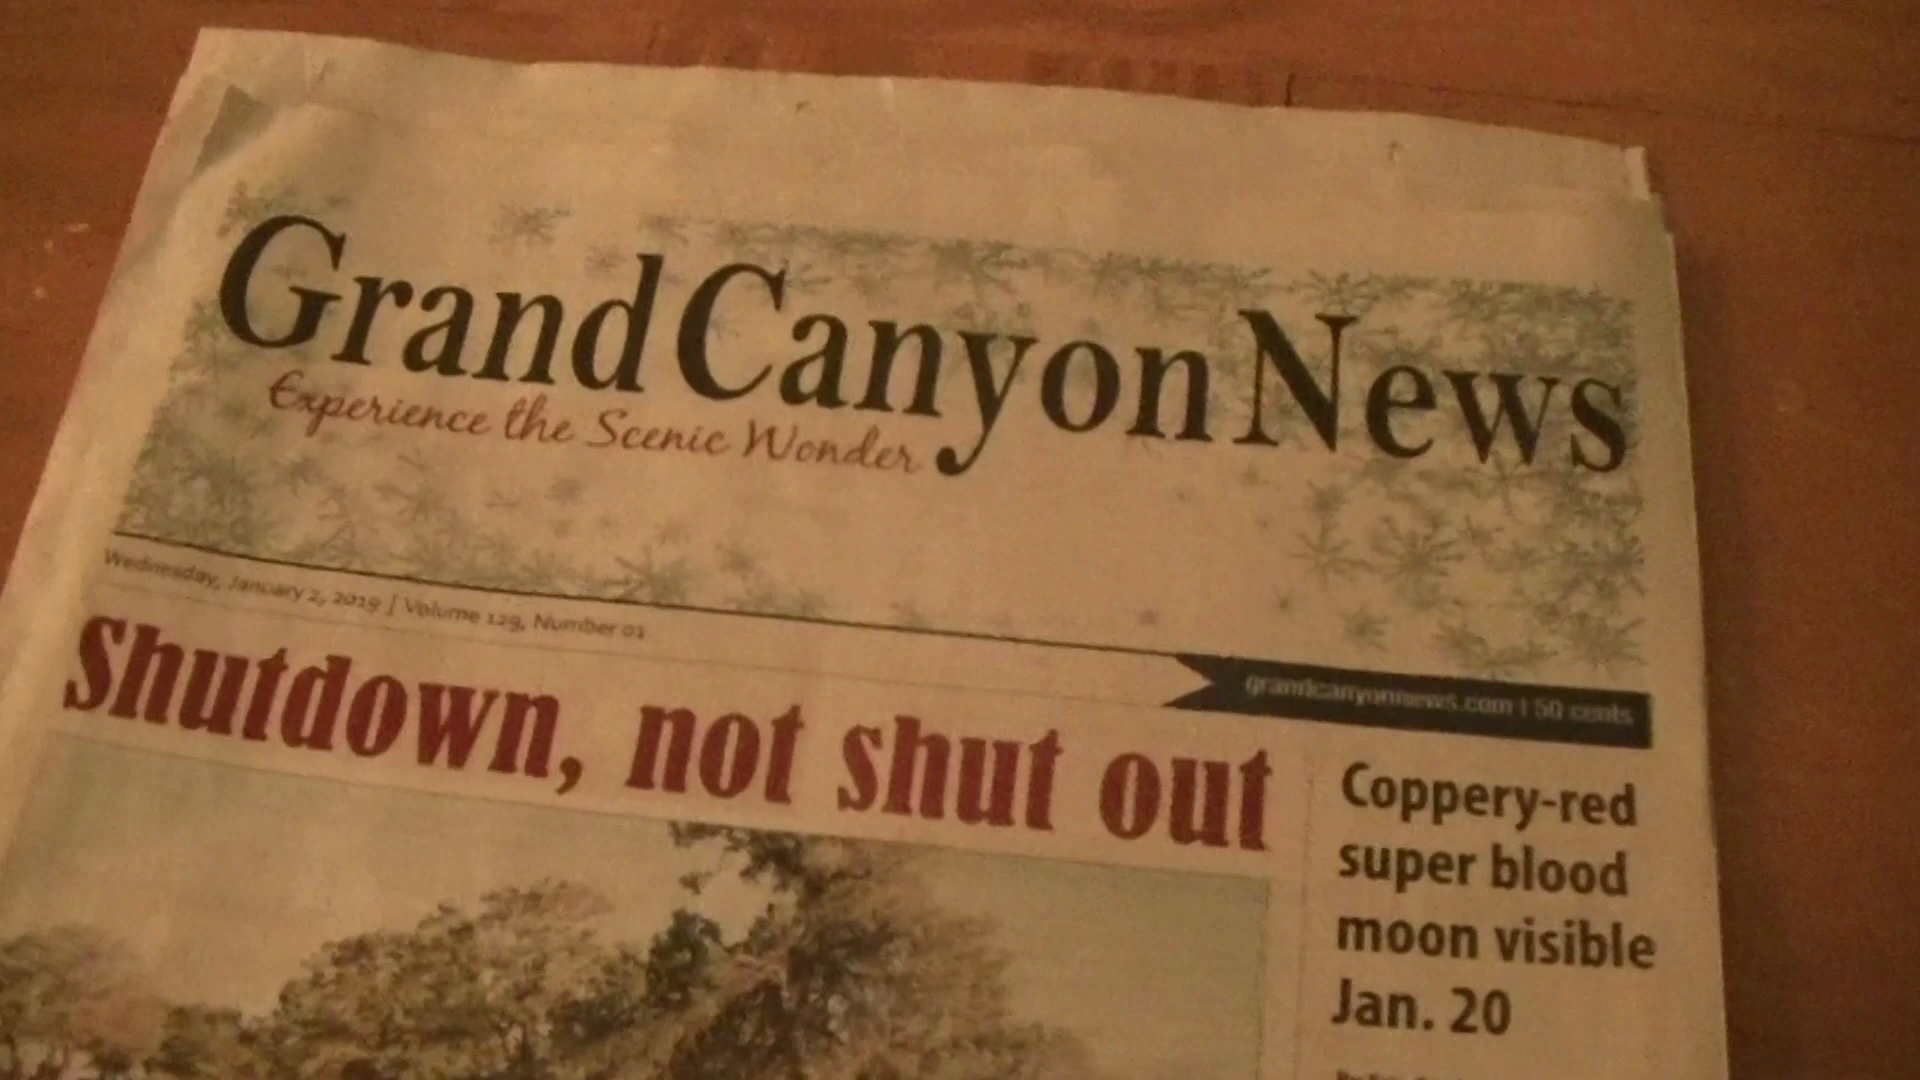 Grand Canyon News
Experience the Scenic Wonder
Wednesday, January 2, 2019 | Volume 129, Number 01
grandcanyonnews.com | 50 cents
Shutdown, not shut out
Coppery-red
super blood
moon visible
Jan. 20